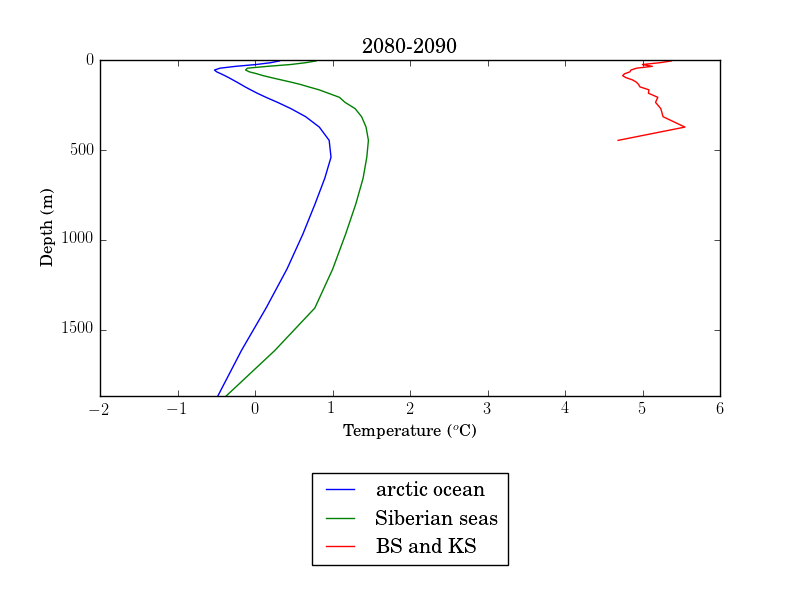 2080-2090
0
500
1000
1500
Depth (m)
−2 −1 0 1 2 3 4 5 6
Temperature (°C)
arctic ocean
Siberian seas
BS and KS